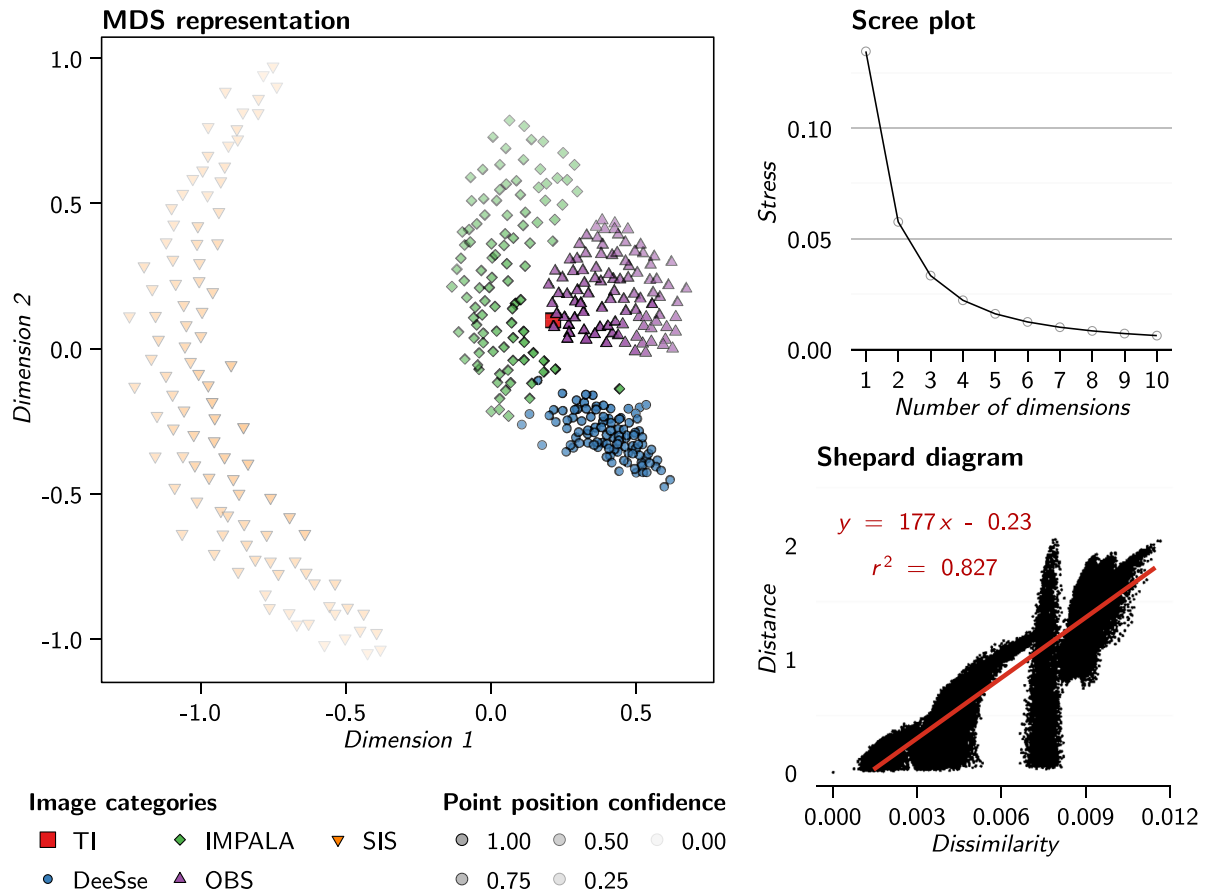 MDS representation
1.0
0.5
0.0
-0.5
-1.0
Dimension 2
-1.0 -0.5 0.0 0.5
Dimension 1
Scree plot
0.10
0.05
0.00
Stress
1 2 3 4 5 6 7 8 9 10
Number of dimensions
Shepard diagram
y = 177x - 0.23
r² = 0.827
2
1
0
Distance
0.000 0.003 0.006 0.009 0.012
Dissimilarity
Image categories
TI IMPALA SIS
DeeSse OBS
Point position confidence
1.00 0.50 0.00
0.75 0.25